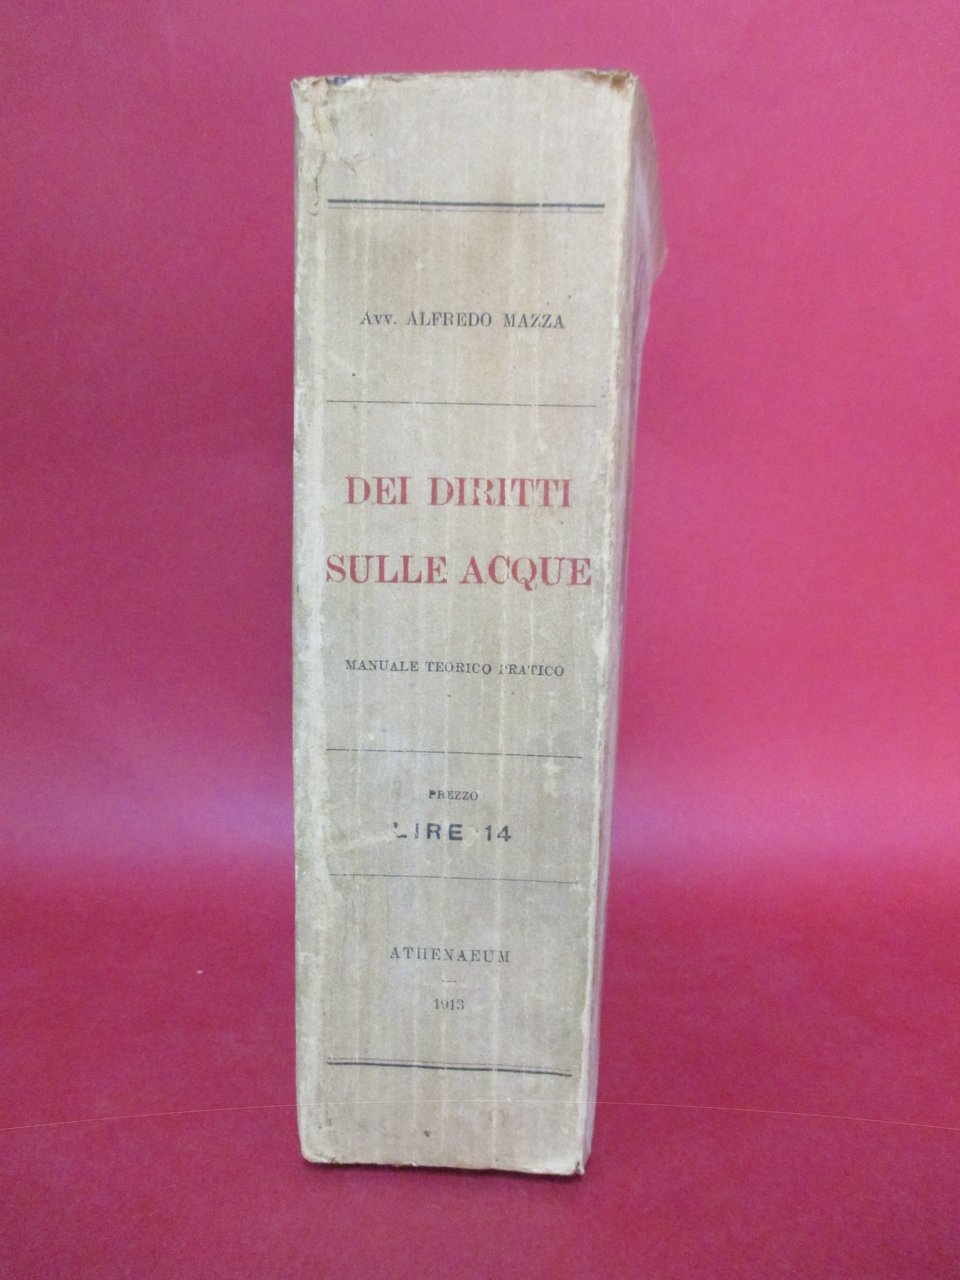 Avv. ALFREDO MAZZA
DEI DIRITTI
SULLE ACQUE
MANUALE TEORICO PRATICO
PREZZO
LIRE 14
ATHENAEUM
1913